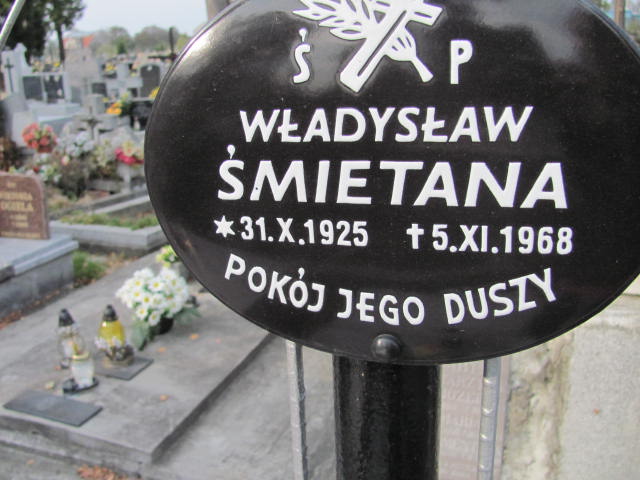 Ś P
WŁADYSŁAW
ŚMIETANA
✶31.X.1925 †5.XI.1968
POKÓJ JEGO DUSZY